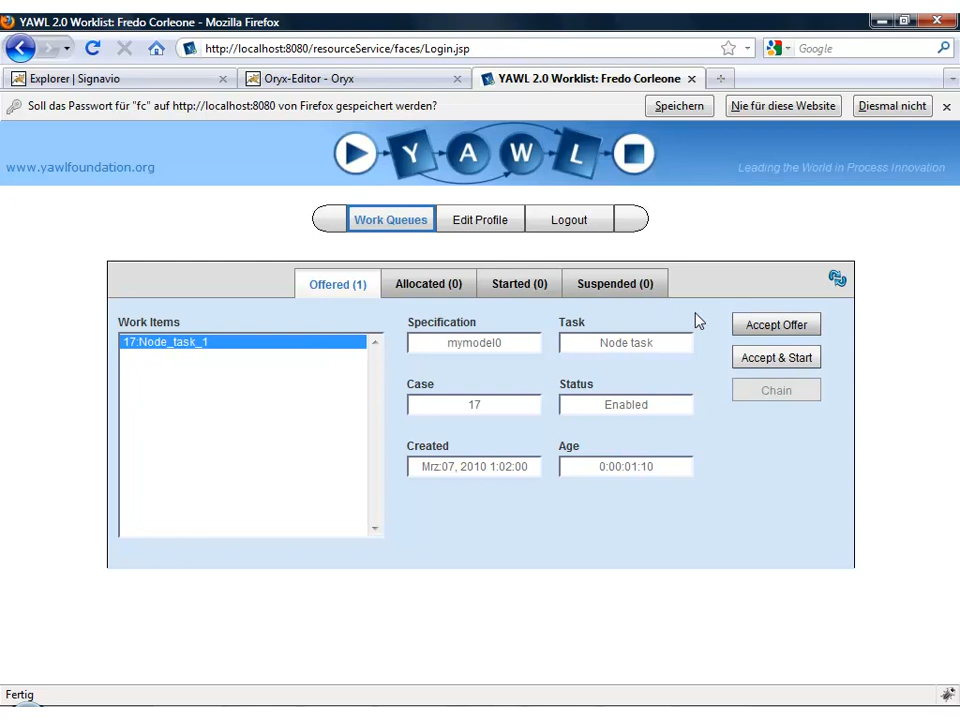 YAWL 2.0 Worklist: Fredo Corleone - Mozilla Firefox
http://localhost:8080/resourceService/faces/Login.jsp
Google
Explorer | Signavio
Oryx-Editor - Oryx
YAWL 2.0 Worklist: Fredo Corleone
Soll das Passwort für "fc" auf http://localhost:8080 von Firefox gespeichert werden?
Speichern
Nie für diese Website
Diesmal nicht
www.yawlfoundation.org
Y A W L
Leading the World in Process Innovation
Work Queues
Edit Profile
Logout
Offered (1)
Allocated (0)
Started (0)
Suspended (0)
Work Items
17:Node_task_1
Specification
mymodel0
Task
Node task
Case
17
Status
Enabled
Created
Mrz:07, 2010 1:02:00
Age
0:00:01:10
Accept Offer
Accept & Start
Chain
Fertig